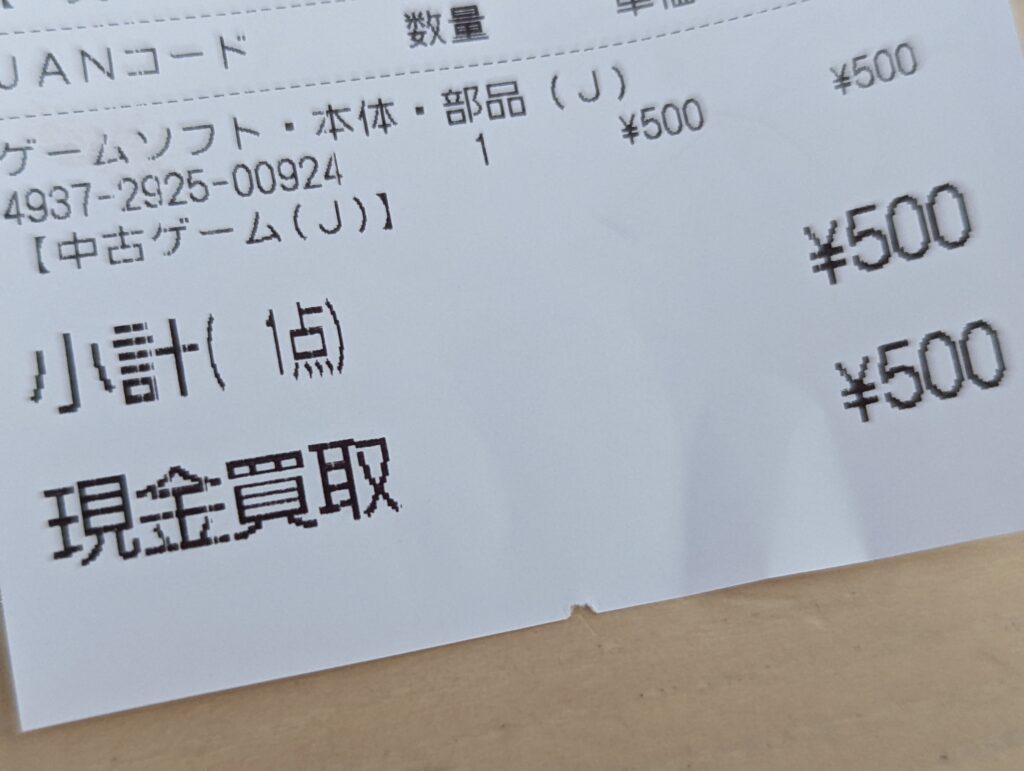 JANコード 数量
ゲームソフト・本体・部品(J)
4937-2925-00924 1 ¥500 ¥500
【中古ゲーム(J)】
小計( 1点) ¥500
現金買取 ¥500